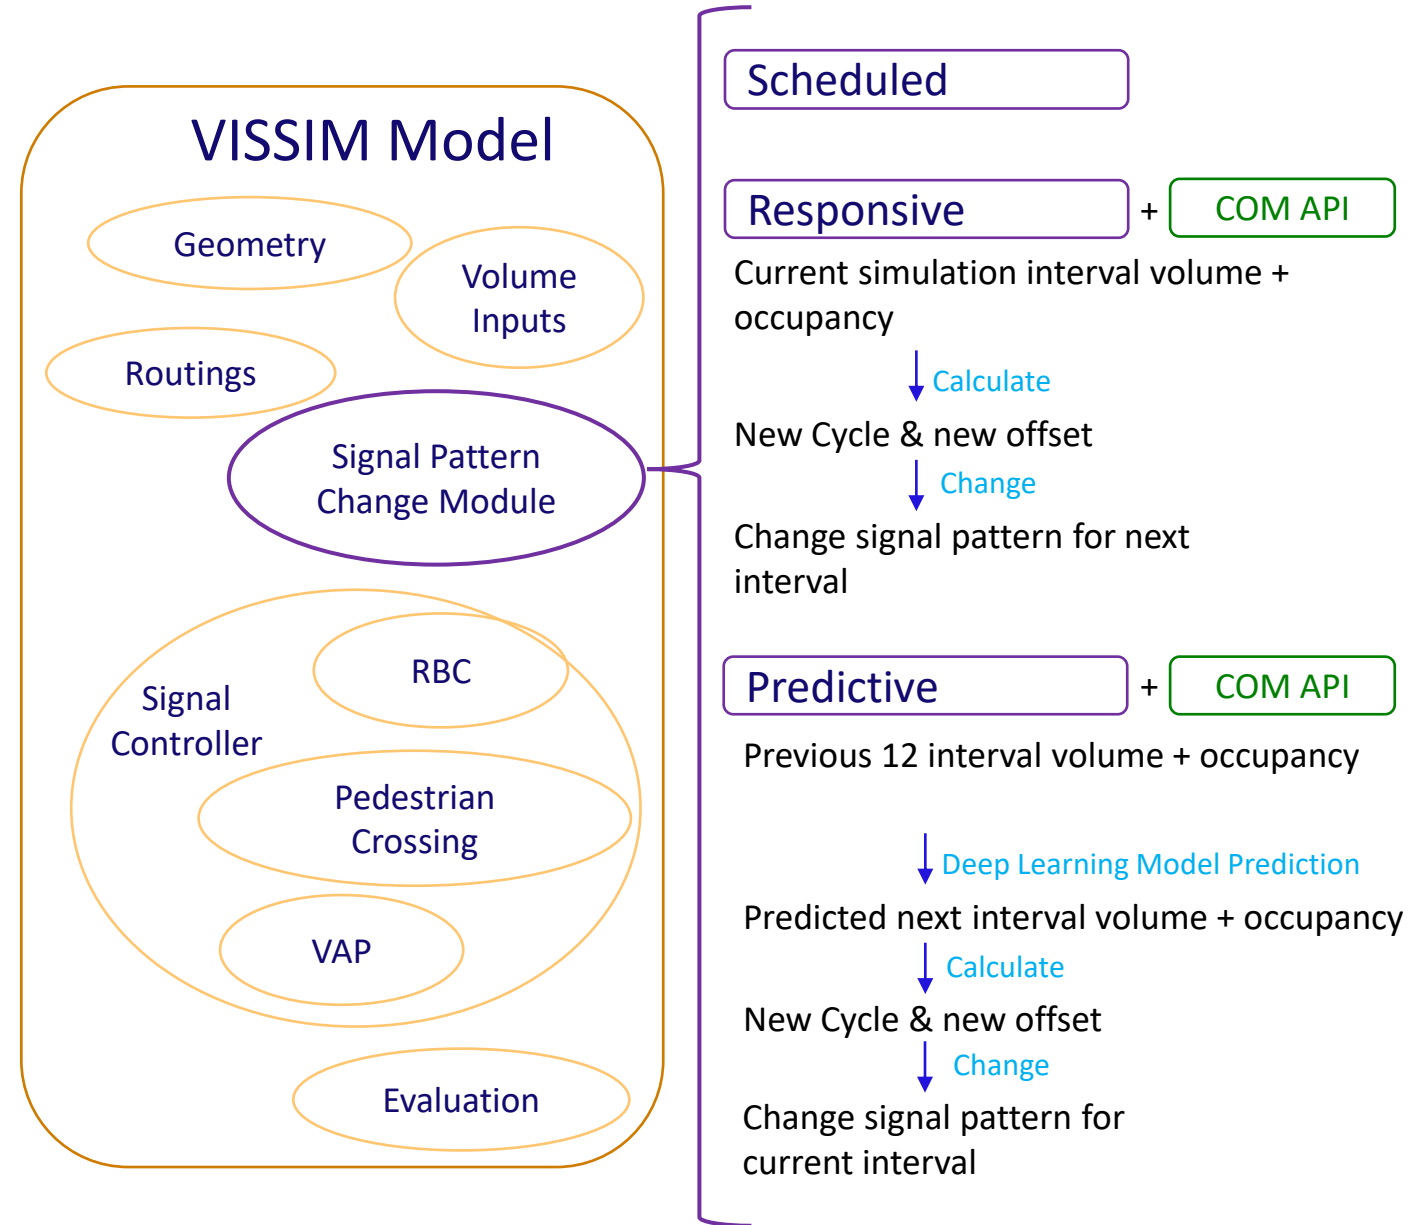 VISSIM Model
Geometry
Volume
Inputs
Routings
Signal Pattern
Change Module
Signal
Controller
RBC
Pedestrian
Crossing
VAP
Evaluation
Scheduled
Responsive + COM API
Current simulation interval volume +
occupancy
Calculate
New Cycle & new offset
Change
Change signal pattern for next
interval
Predictive + COM API
Previous 12 interval volume + occupancy
Deep Learning Model Prediction
Predicted next interval volume + occupancy
Calculate
New Cycle & new offset
Change
Change signal pattern for
current interval